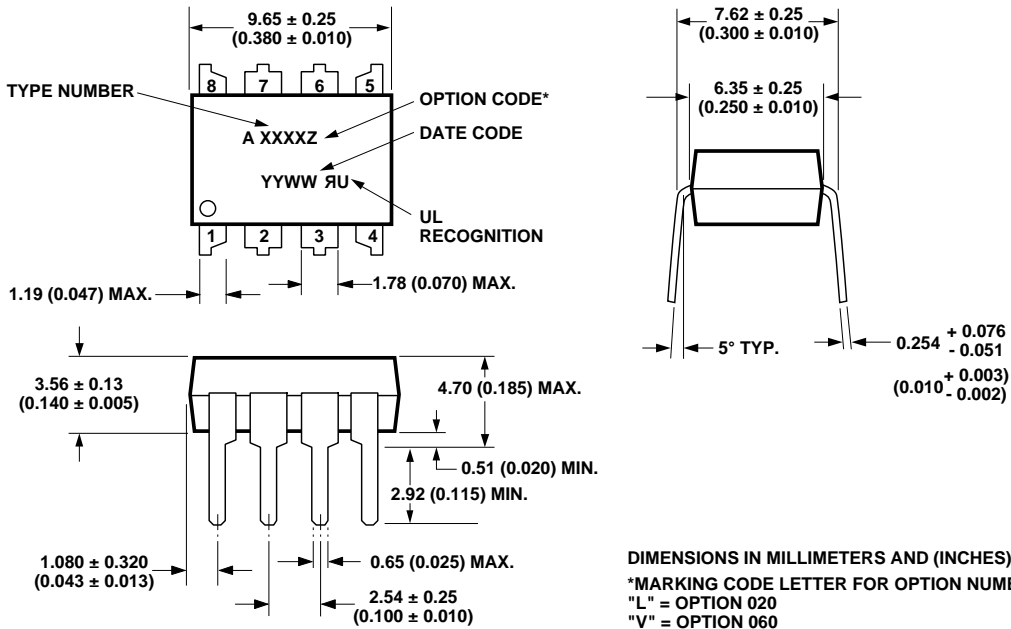 9.65 ± 0.25
(0.380 ± 0.010)
8 7 6 5
TYPE NUMBER
OPTION CODE*
A XXXXZ
DATE CODE
YYWW ЯU
UL
RECOGNITION
1 2 3 4
1.19 (0.047) MAX.
1.78 (0.070) MAX.
7.62 ± 0.25
(0.300 ± 0.010)
6.35 ± 0.25
(0.250 ± 0.010)
5° TYP.
0.254 + 0.076
- 0.051
(0.010 + 0.003)
- 0.002)
3.56 ± 0.13
(0.140 ± 0.005)
4.70 (0.185) MAX.
0.51 (0.020) MIN.
2.92 (0.115) MIN.
1.080 ± 0.320
(0.043 ± 0.013)
0.65 (0.025) MAX.
2.54 ± 0.25
(0.100 ± 0.010)
DIMENSIONS IN MILLIMETERS AND (INCHES)
*MARKING CODE LETTER FOR OPTION NUM
"L" = OPTION 020
"V" = OPTION 060